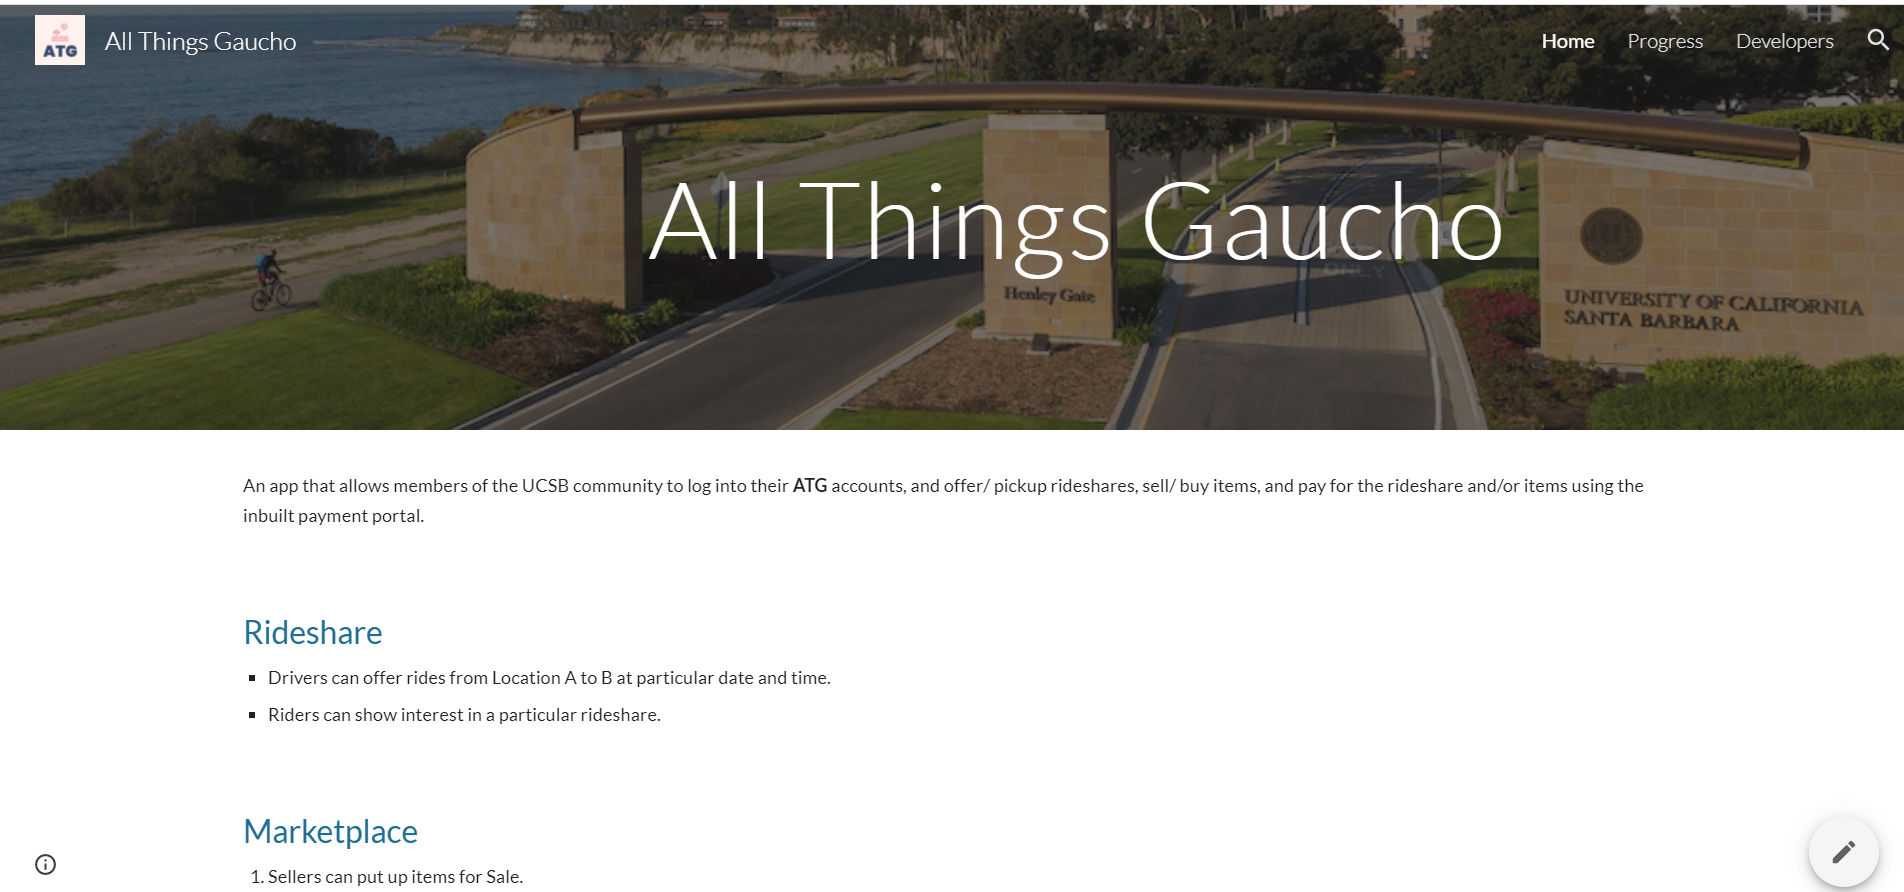 ATG
All Things Gaucho
Home
Progress
Developers
All Things Gaucho
Henley Gate
UNIVERSITY OF CALIFORNIA
SANTA BARBARA
An app that allows members of the UCSB community to log into their ATG accounts, and offer/ pickup rideshares, sell/ buy items, and pay for the rideshare and/or items using the
inbuilt payment portal.
Rideshare
Drivers can offer rides from Location A to B at particular date and time.
Riders can show interest in a particular rideshare.
Marketplace
1. Sellers can put up items for Sale.